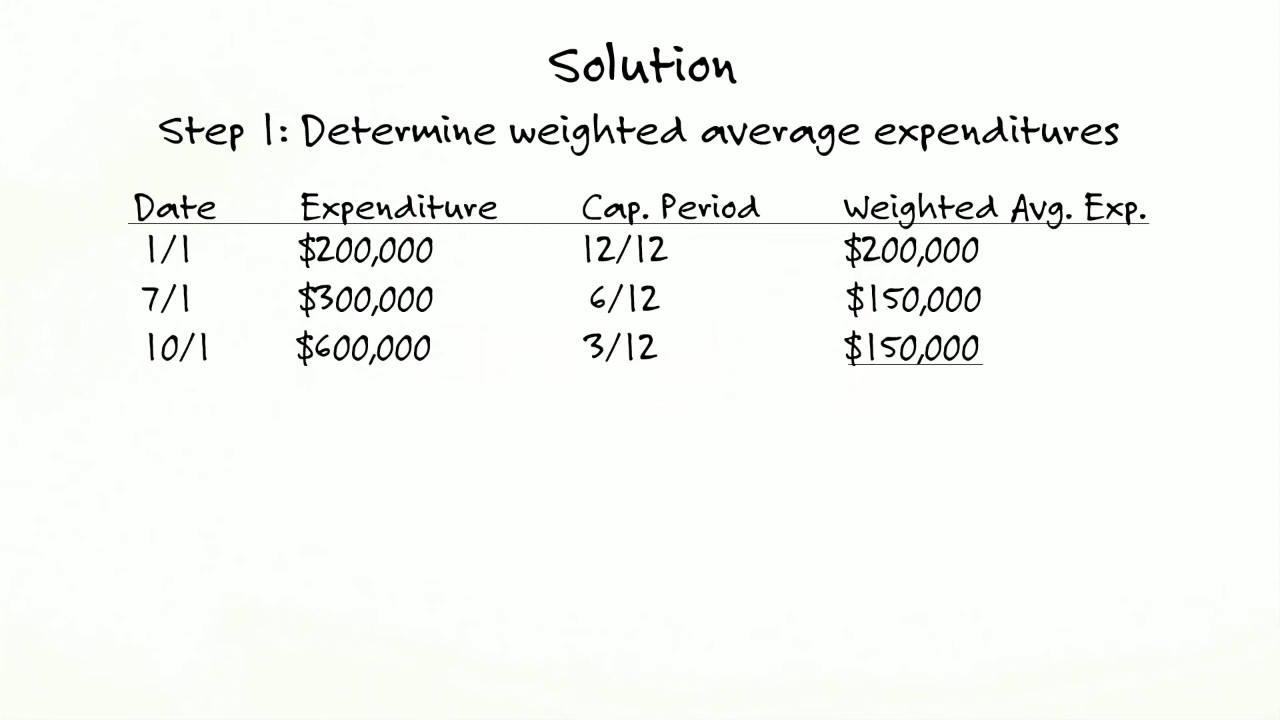 Solution
Step 1: Determine weighted average expenditures
Date Expenditure Cap. Period Weighted Avg. Exp.
1/1 $200,000 12/12 $200,000
7/1 $300,000 6/12 $150,000
10/1 $600,000 3/12 $150,000